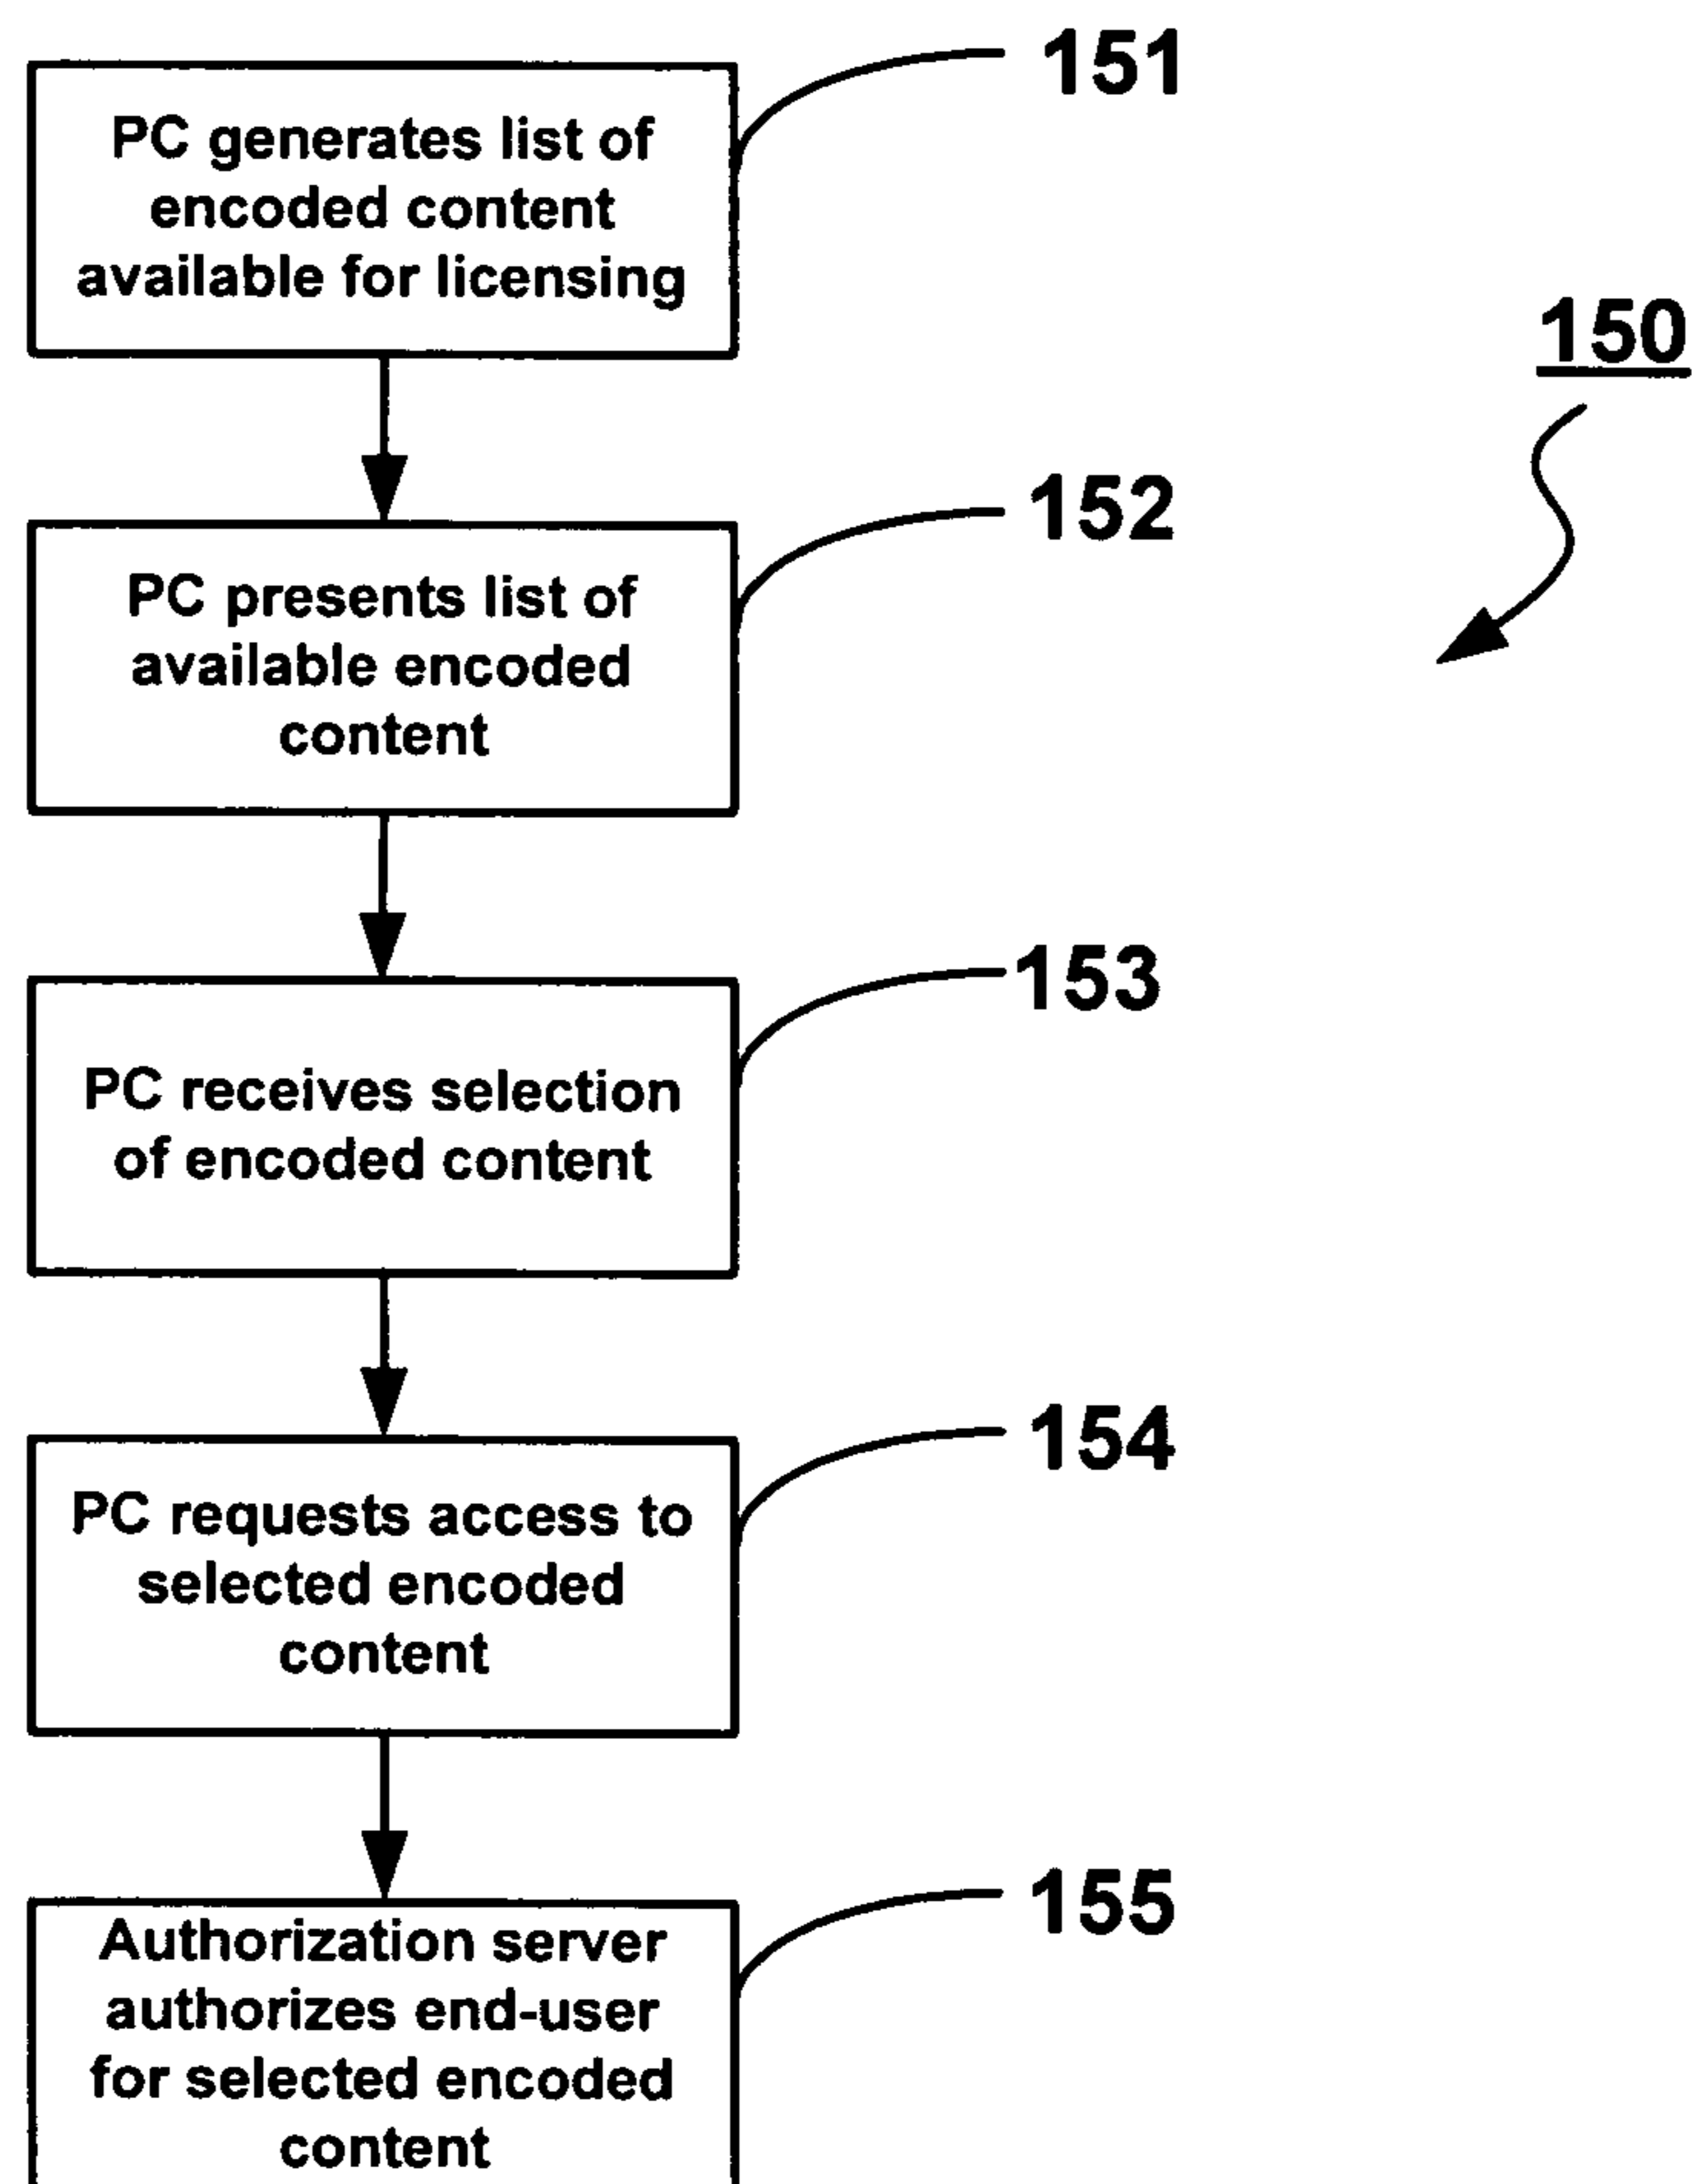 151
PC generates list of
encoded content
available for licensing
150
152
PC presents list of
available encoded
content
153
PC receives selection
of encoded content
154
PC requests access to
selected encoded
content
155
Authorization server
authorizes end-user
for selected encoded
content